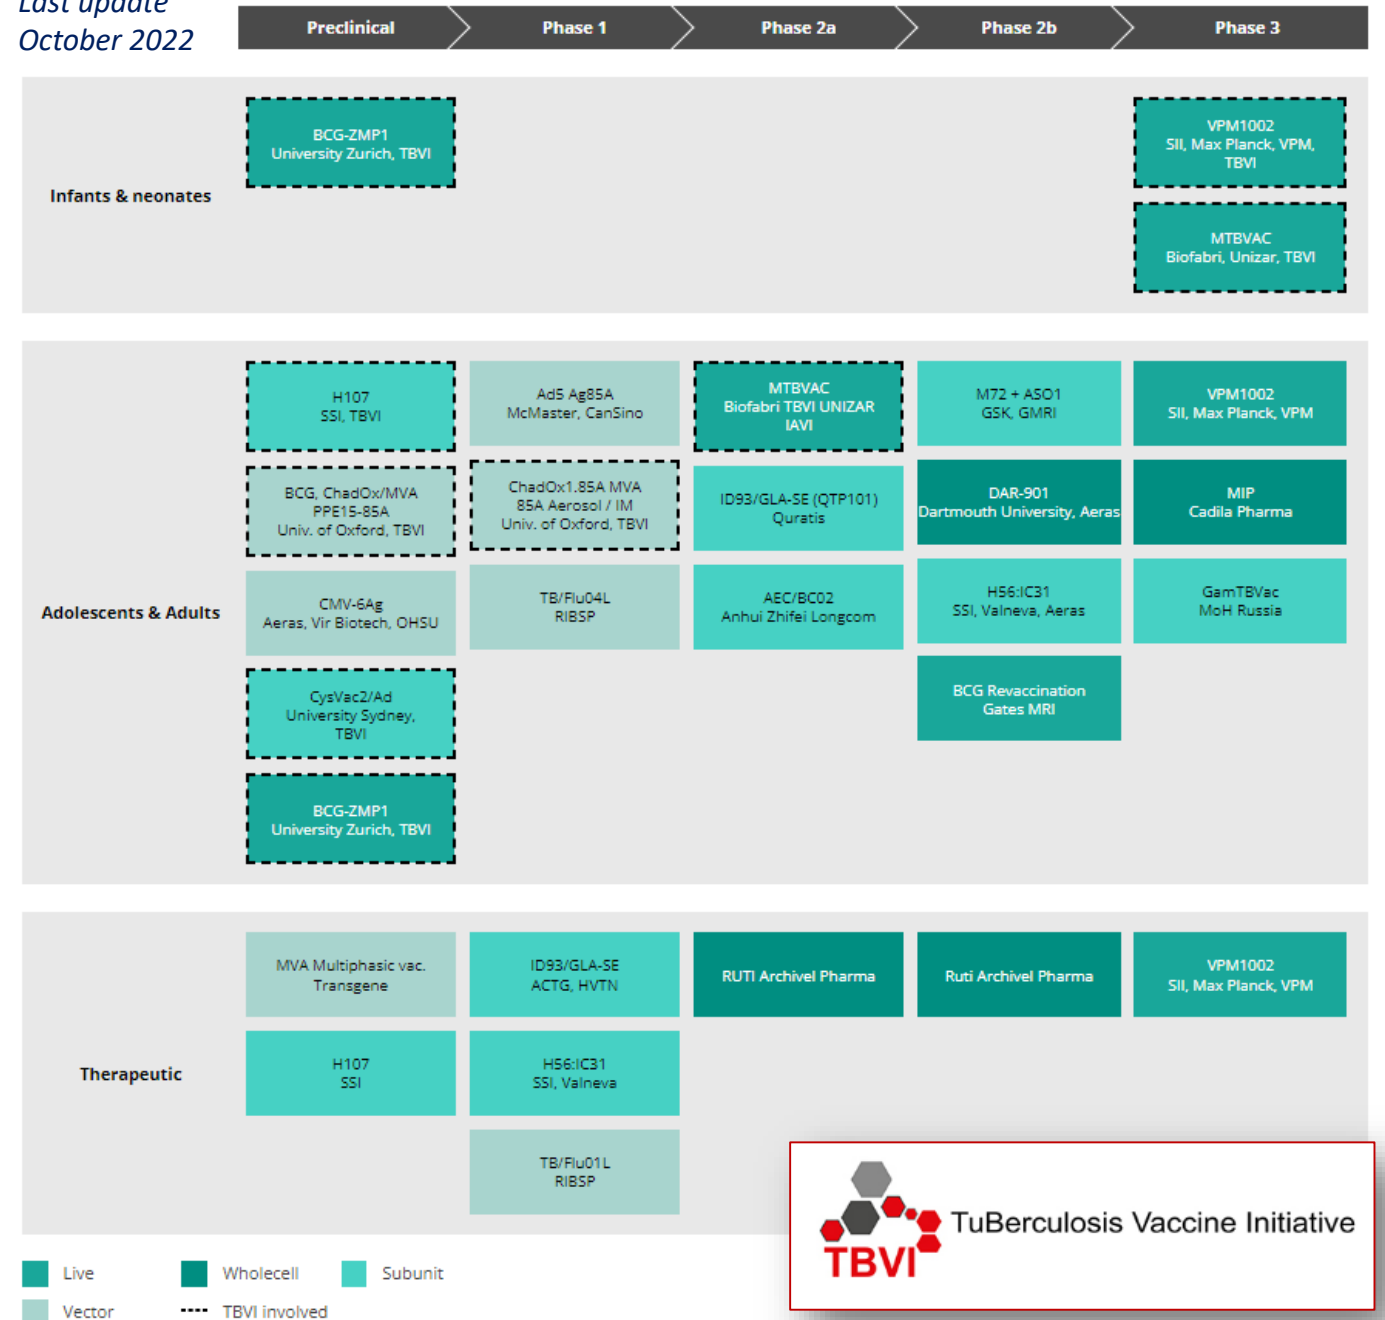 Last update
October 2022
Preclinical
Phase 1
Phase 2a
Phase 2b
Phase 3
Infants & neonates
BCG-ZMP1
University Zurich, TBVI
VPM1002
SII, Max Planck, VPM,
TBVI
MTBVAC
Biofabri, Unizar, TBVI
Adolescents & Adults
H107
SSI, TBVI
Ad5 Ag85A
McMaster, CanSino
MTBVAC
Biofabri TBVI UNIZAR
IAVI
M72 + ASO1
GSK, GMRI
VPM1002
SII, Max Planck, VPM
BCG, ChadOx/MVA
PPE15-85A
Univ. of Oxford, TBVI
ChadOx1.85A MVA
85A Aerosol / IM
Univ. of Oxford, TBVI
ID93/GLA-SE (QTP101)
Quratis
DAR-901
Dartmouth University, Aeras
MIP
Cadila Pharma
CMV-6Ag
Aeras, Vir Biotech, OHSU
TB/Flu04L
RIBSP
AEC/BC02
Anhui Zhifei Longcom
H56:IC31
SSI, Valneva, Aeras
GamTBVac
MoH Russia
CysVac2/Ad
University Sydney,
TBVI
BCG Revaccination
Gates MRI
BCG-ZMP1
University Zurich, TBVI
Therapeutic
MVA Multiphasic vac.
Transgene
ID93/GLA-SE
ACTG, HVTN
RUTI Archivel Pharma
Ruti Archivel Pharma
VPM1002
SII, Max Planck, VPM
H107
SSI
H56:IC31
SSI, Valneva
TB/Flu01L
RIBSP
TBVI
TuBerculosis Vaccine Initiative
Live
Wholecell
Subunit
Vector
TBVI involved